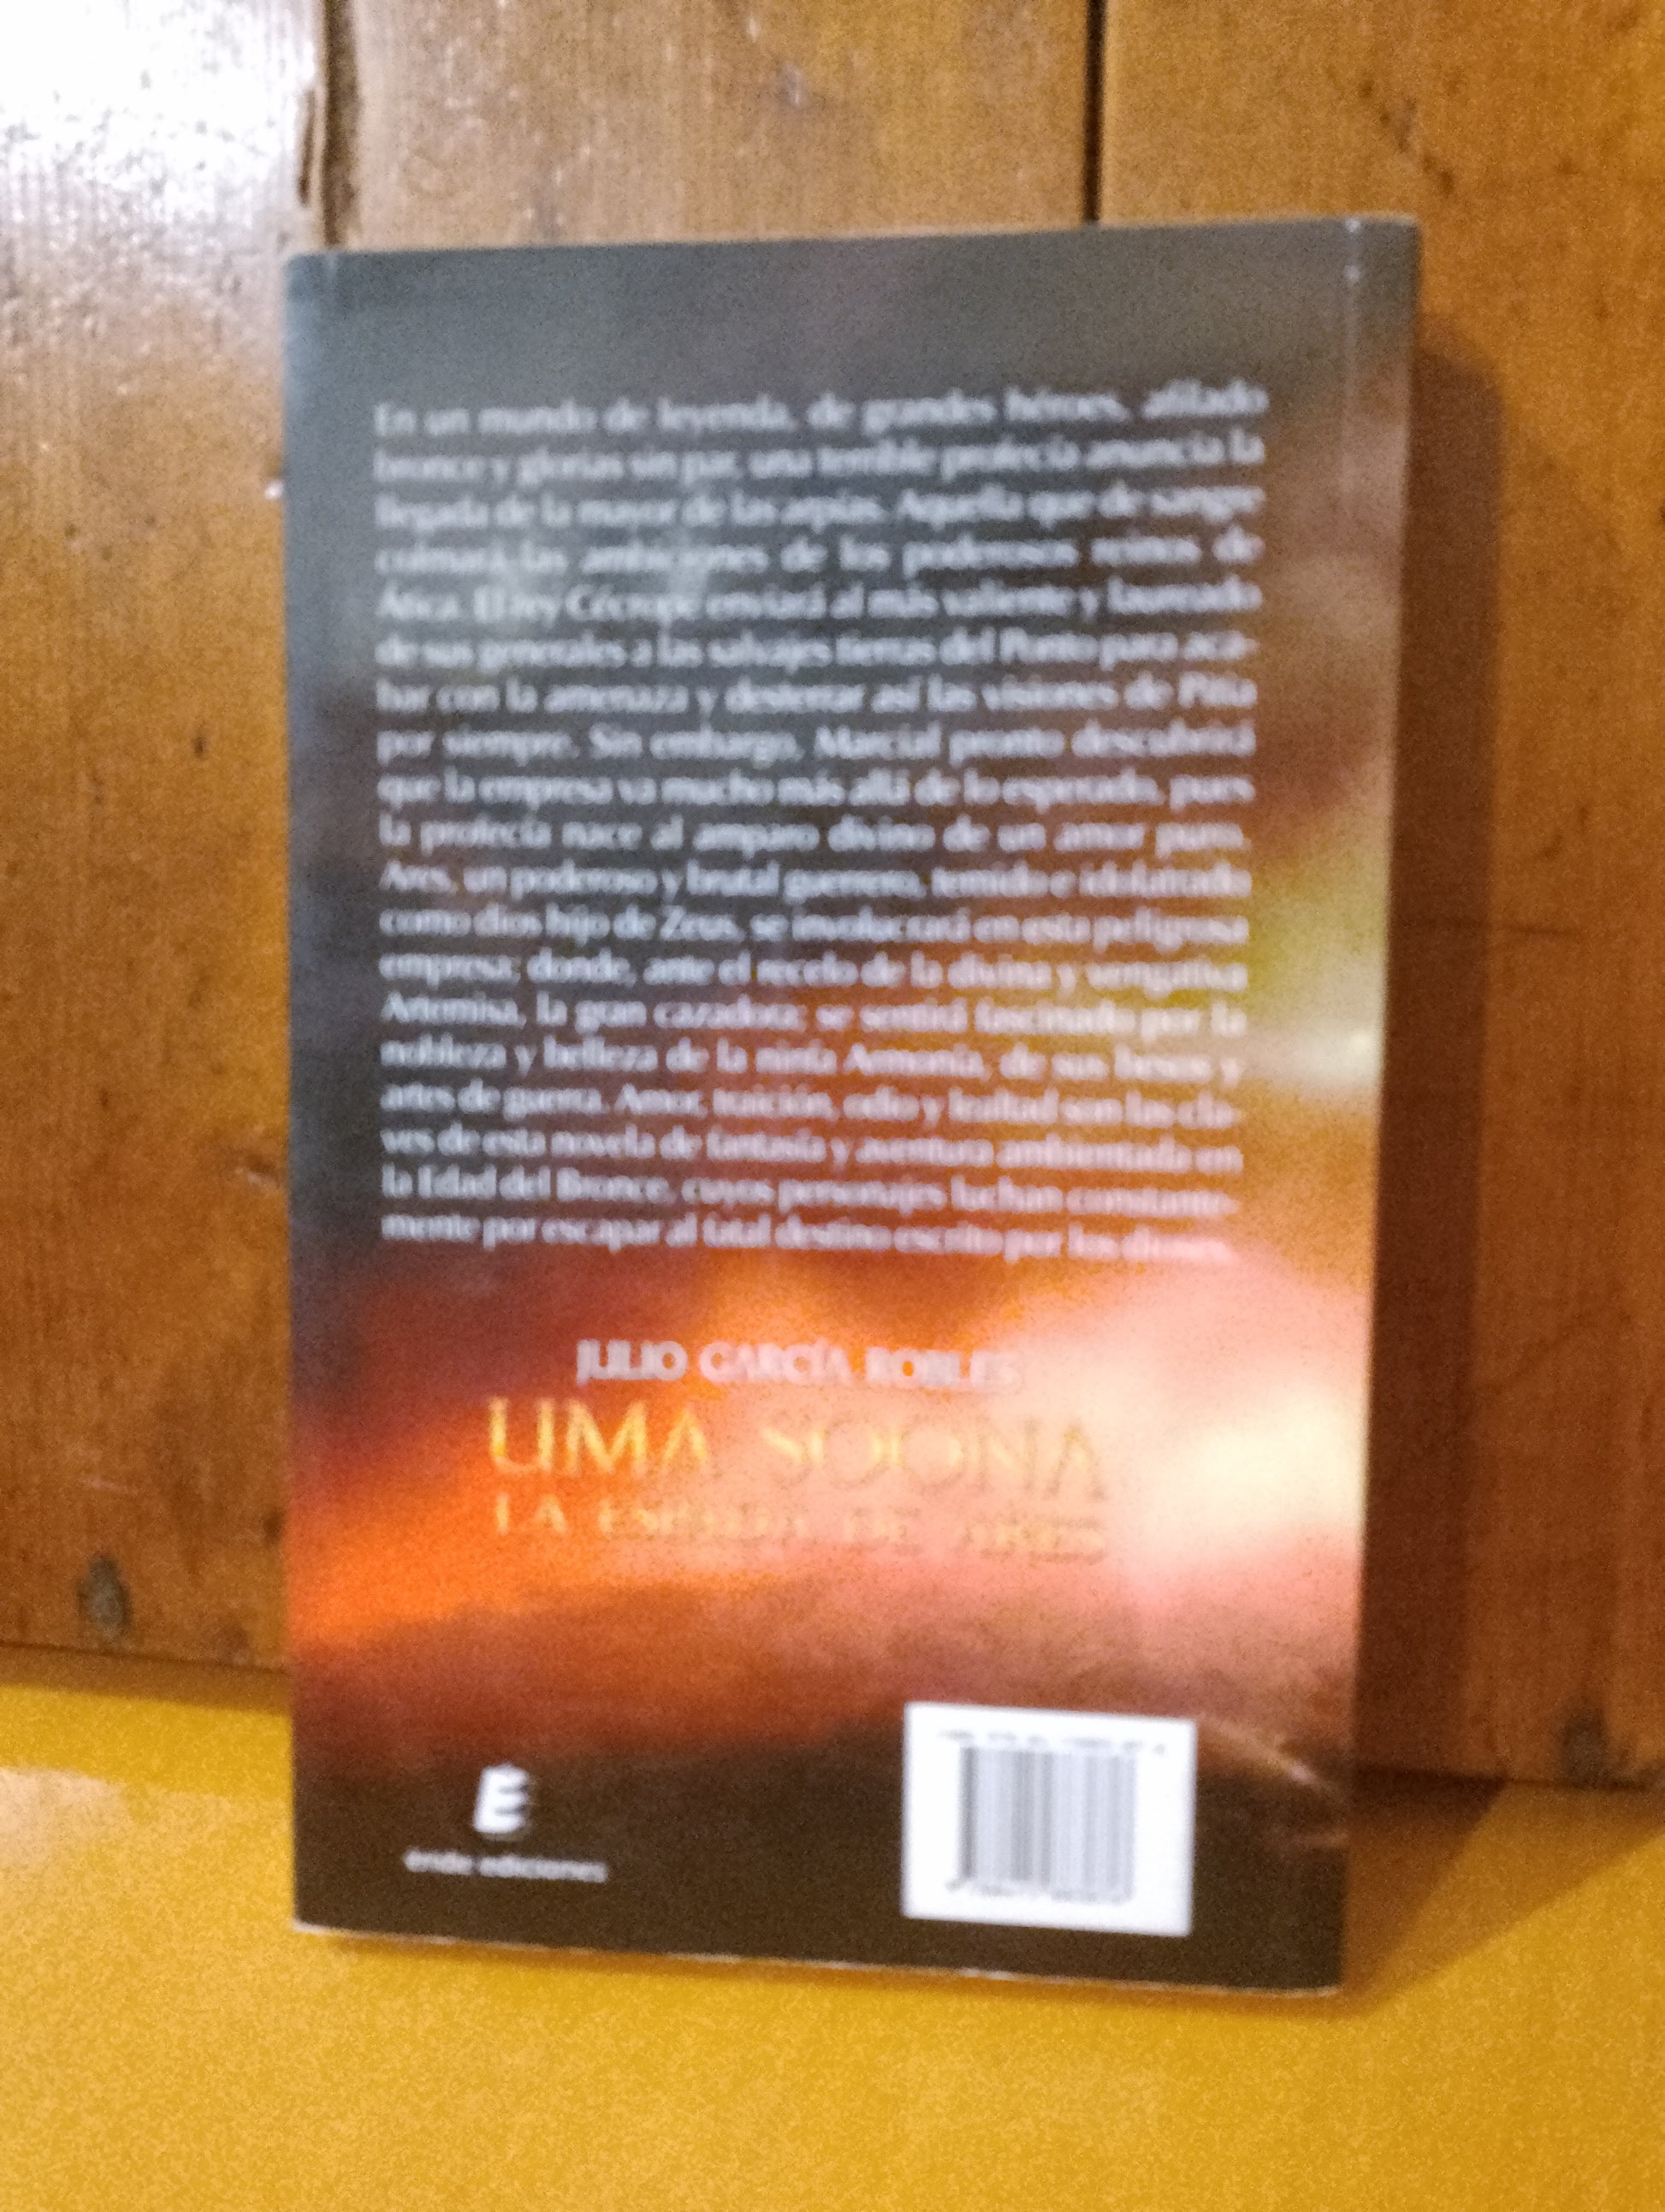 En un mundo de leyenda, de grandes héroes, afilado
bronce y glorias sin par, una terrible profecía anuncia la
llegada de la mayor de las arpías. Aquella que de sangre
colmará las ambiciones de los poderosos reinos de
Ática. El rey Cécrope enviará al más valiente y laureado
de sus generales a las salvajes tierras del Ponto para aca-
bar con la amenaza y desterrar así las visiones de Pitia
por siempre. Sin embargo, Marcial pronto descubrirá
que la empresa va mucho más allá de lo esperado, pues
la profecía nace al amparo divino de un amor puro.
Ares, un poderoso y brutal guerrero, temido e idolatrado
como dios hijo de Zeus, se involucrará en esta peligrosa
empresa; donde, ante el recelo de la divina y vengativa
Artemisa, la gran cazadora; se sentirá fascinado por la
nobleza y belleza de la ninfa Armonía, de sus besos y
artes de guerra. Amor, traición, odio y lealtad son las cla-
ves de esta novela de fantasía y aventura ambientada en
la Edad del Bronce, cuyos personajes luchan constante-
mente por escapar al fatal destino escrito por los dioses.
JULIO GARCÍA ROBLES
UMA SOONA
LA ESPADA DE ARES
É
ediciones